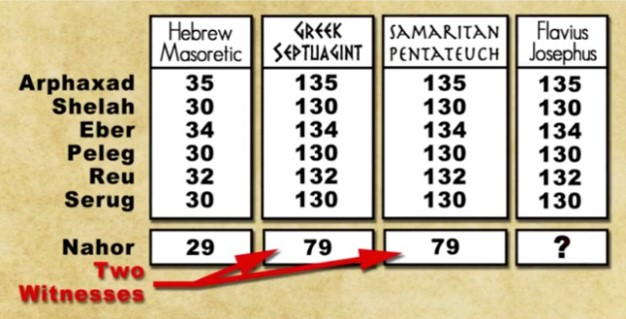 Hebrew Masoretic GREEK SEPTUAGINT SAMARITAN PENTATEUCH Flavius Josephus
Arphaxad 35 135 135 135
Shelah 30 130 130 130
Eber 34 134 134 134
Peleg 30 130 130 130
Reu 32 132 132 132
Serug 30 130 130 130
Nahor 29 79 79 ?
Two
Witnesses